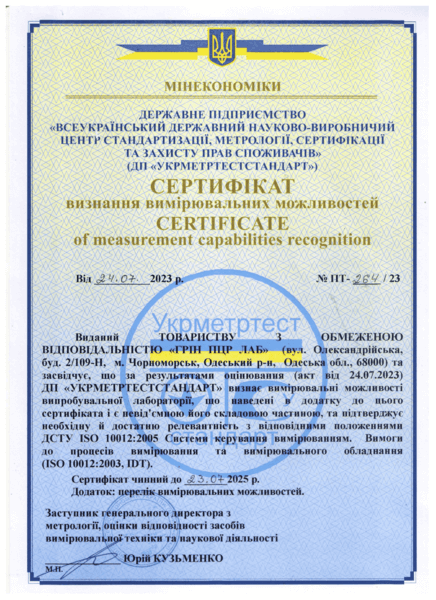 МІНЕКОНОМІКИ
ДЕРЖАВНЕ ПІДПРИЄМСТВО
«ВСЕУКРАЇНСЬКИЙ ДЕРЖАВНИЙ НАУКОВО-ВИРОБНИЧИЙ
ЦЕНТР СТАНДАРТИЗАЦІЇ, МЕТРОЛОГІЇ, СЕРТИФІКАЦІЇ
ТА ЗАХИСТУ ПРАВ СПОЖИВАЧІВ»
(ДП «УКРМЕТРТЕСТСТАНДАРТ»)
СЕРТИФІКАТ
визнання вимірювальних можливостей
CERTIFICATE
of measurement capabilities recognition
Від 24.07 2023 р. № ПТ- 264 / 23
Укрметртест
Виданий ТОВАРИСТВУ З ОБМЕЖЕНОЮ
ВІДПОВІДАЛЬНІСТЮ «ГРІН ПЦР ЛАБ» (вул. Олександрійська,
буд. 2/109-Н, м. Чорноморськ, Одеський р-н, Одеська обл., 68000) та
засвідчує, що за результатами оцінювання (акт від 24.07.2023)
ДП «УКРМЕТРТЕСТСТАНДАРТ» визнає вимірювальні можливості
випробувальної лабораторії, що наведені у додатку до цього
сертифіката і є невід'ємною його складовою частиною, та підтверджує
необхідну й достатню релевантність з відповідними положеннями
ДСТУ ISO 10012:2005 Системи керування вимірюванням. Вимоги
до процесів вимірювання та вимірювального обладнання
(ISO 10012:2003, IDT).
стандарт
Сертифікат чинний до 23.07 2025 р.
Додаток: перелік вимірювальних можливостей.
Заступник генерального директора з
метрології, оцінки відповідності засобів
вимірювальної техніки та наукової діяльності
Юрій КУЗЬМЕНКО
М.П.